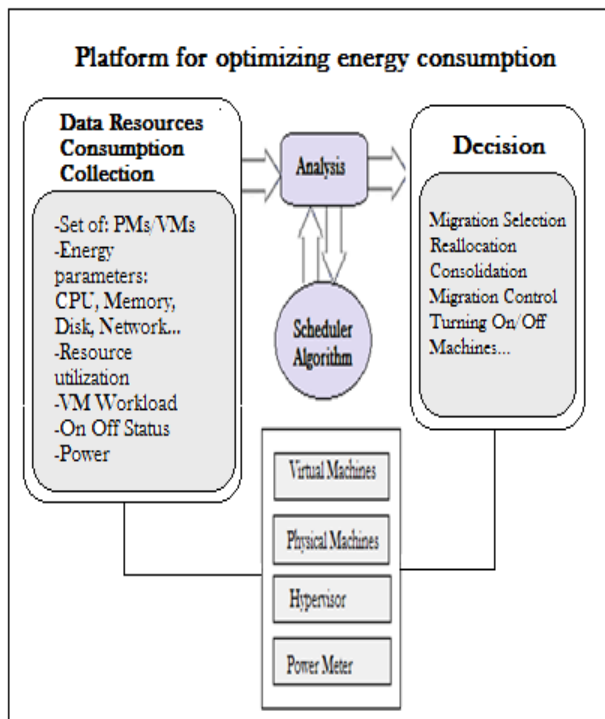 Platform for optimizing energy consumption
Data Resources
Consumption
Collection
-Set of: PMs/VMs
-Energy
parameters:
CPU, Memory,
Disk, Network...
-Resource
utilization
-VM Workload
-On Off Status
-Power
Analysis
Scheduler
Algorithm
Decision
Migration Selection
Reallocation
Consolidation
Migration Control
Turning On/Off
Machines...
Virtual Machines
Physical Machines
Hypervisor
Power Meter